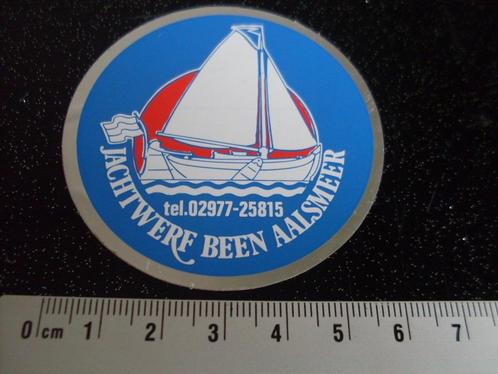 tel.02977-25815
JACHTWERF BEEN AALSMEER
0 cm 1 2 3 4 5 6 7